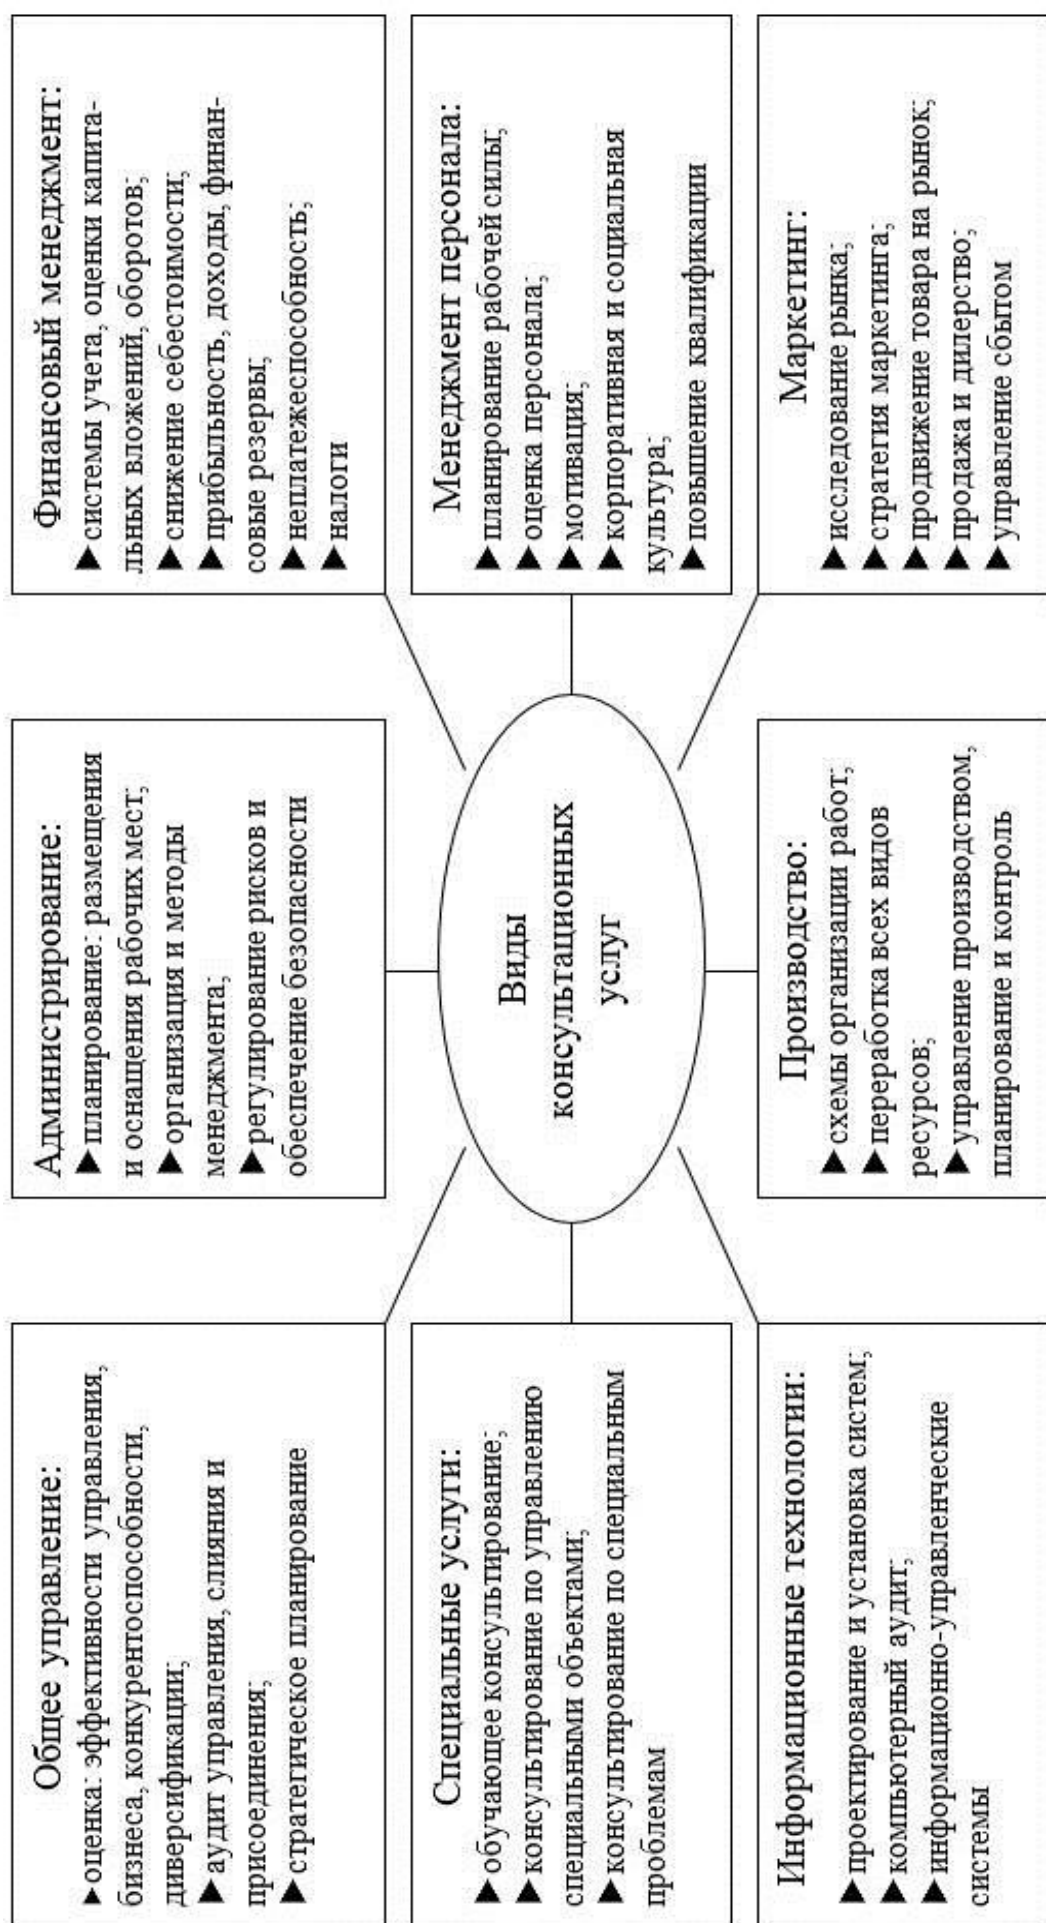 Общее управление:
▸оценка: эффективности управления,
бизнеса, конкурентоспособности,
диверсификации;
▶аудит управления, слияния и
присоединения;
▶стратегическое планирование
Администрирование:
▶планирование: размещения
и оснащения рабочих мест;
▶организация и методы
менеджмента;
▶регулирование рисков и
обеспечение безопасности
Финансовый менеджмент:
▶системы учета, оценки капита-
льных вложений, оборотов;
▶снижение себестоимости;
▶прибыльность, доходы, финан-
совые резервы;
▶неплатежеспособность;
▶налоги
Специальные услуги:
▶обучающее консультирование;
▶консультирование по управлению
специальными объектами;
▶консультирование по специальным
проблемам
Виды
консультационных
услуг
Менеджмент персонала:
▶планирование рабочей силы;
▶оценка персонала;
▶мотивация;
▶корпоративная и социальная
культура;
▶повышение квалификации
Информационные технологии:
▶проектирование и установка систем;
▶компьютерный аудит;
▶информационно-управленческие
системы
Производство:
▶схемы организации работ;
▶переработка всех видов
ресурсов;
▶управление производством,
планирование и контроль
Маркетинг:
▶исследование рынка;
▶стратегия маркетинга;
▶продвижение товара на рынок;
▶продажа и дилерство;
▶управление сбытом